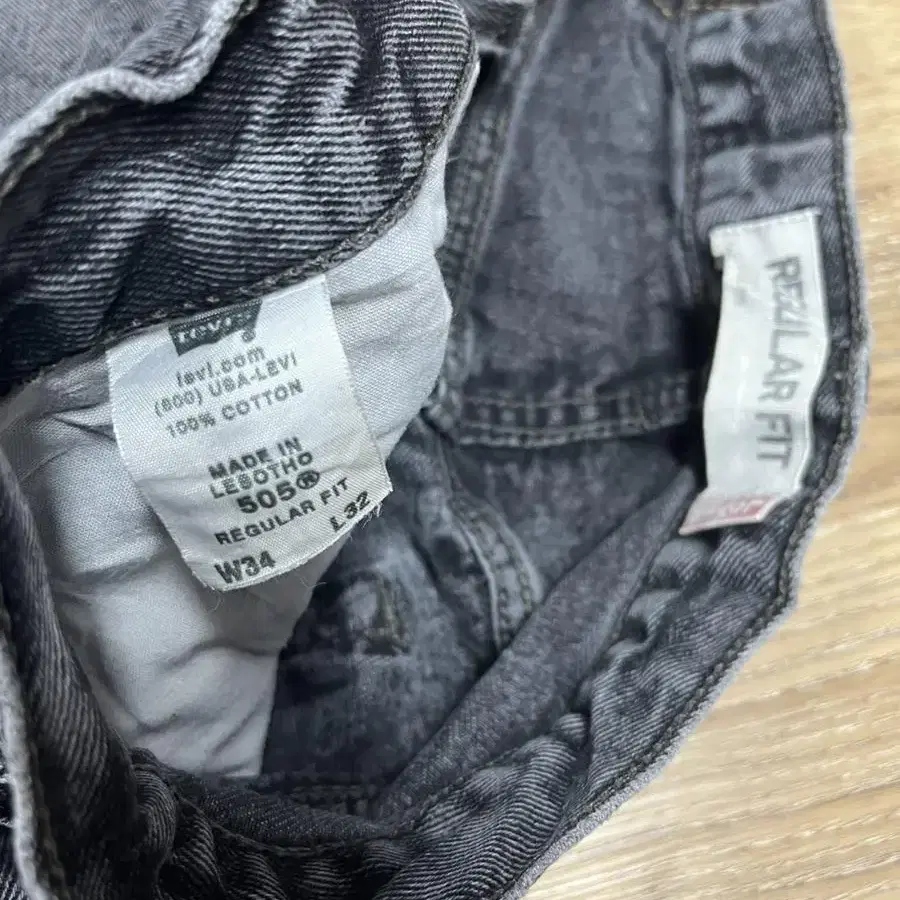 Levi's
levi.com
(800) USA-LEVI
100% COTTON
MADE IN
LESOTHO
505®
REGULAR FIT
W34 L32
REGULAR FIT